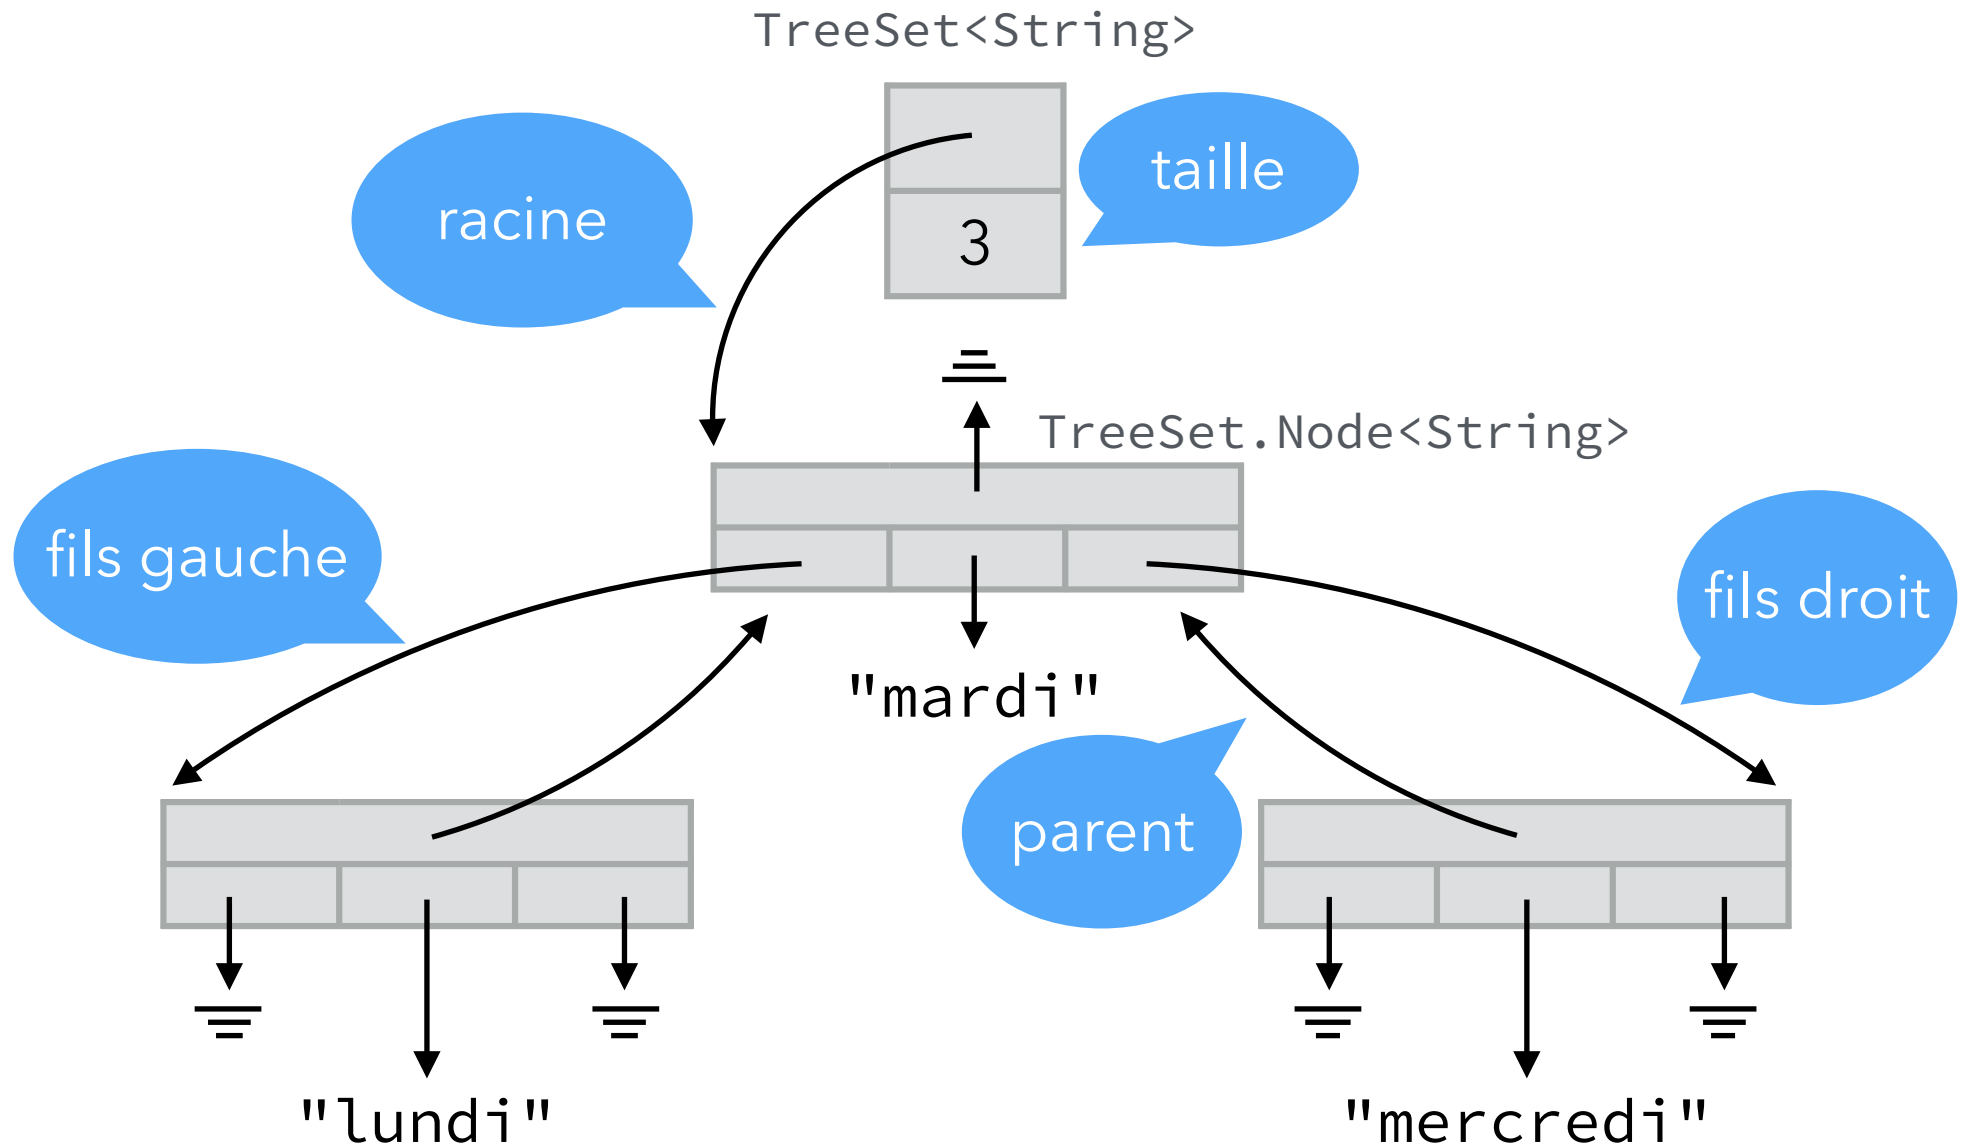 TreeSet<String>
racine
taille
3
TreeSet.Node<String>
fils gauche
fils droit
"mardi"
parent
"lundi"
"mercredi"